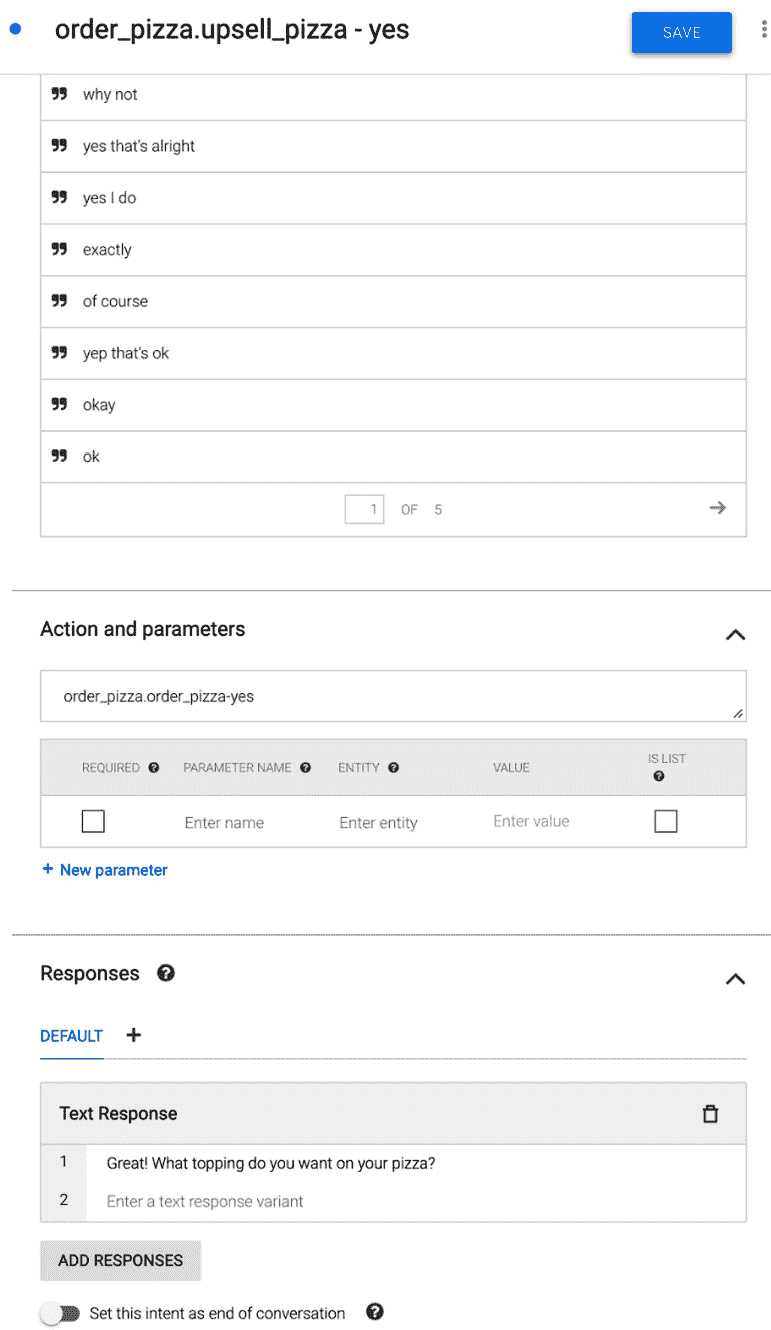 order_pizza.upsell_pizza - yes
SAVE
why not
yes that's alright
yes I do
exactly
of course
yep that's ok
okay
ok
1 OF 5
Action and parameters
order_pizza.order_pizza-yes
REQUIRED PARAMETER NAME ENTITY VALUE IS LIST
Enter name Enter entity Enter value
+ New parameter
Responses
DEFAULT +
Text Response
1 Great! What topping do you want on your pizza?
2 Enter a text response variant
ADD RESPONSES
Set this intent as end of conversation